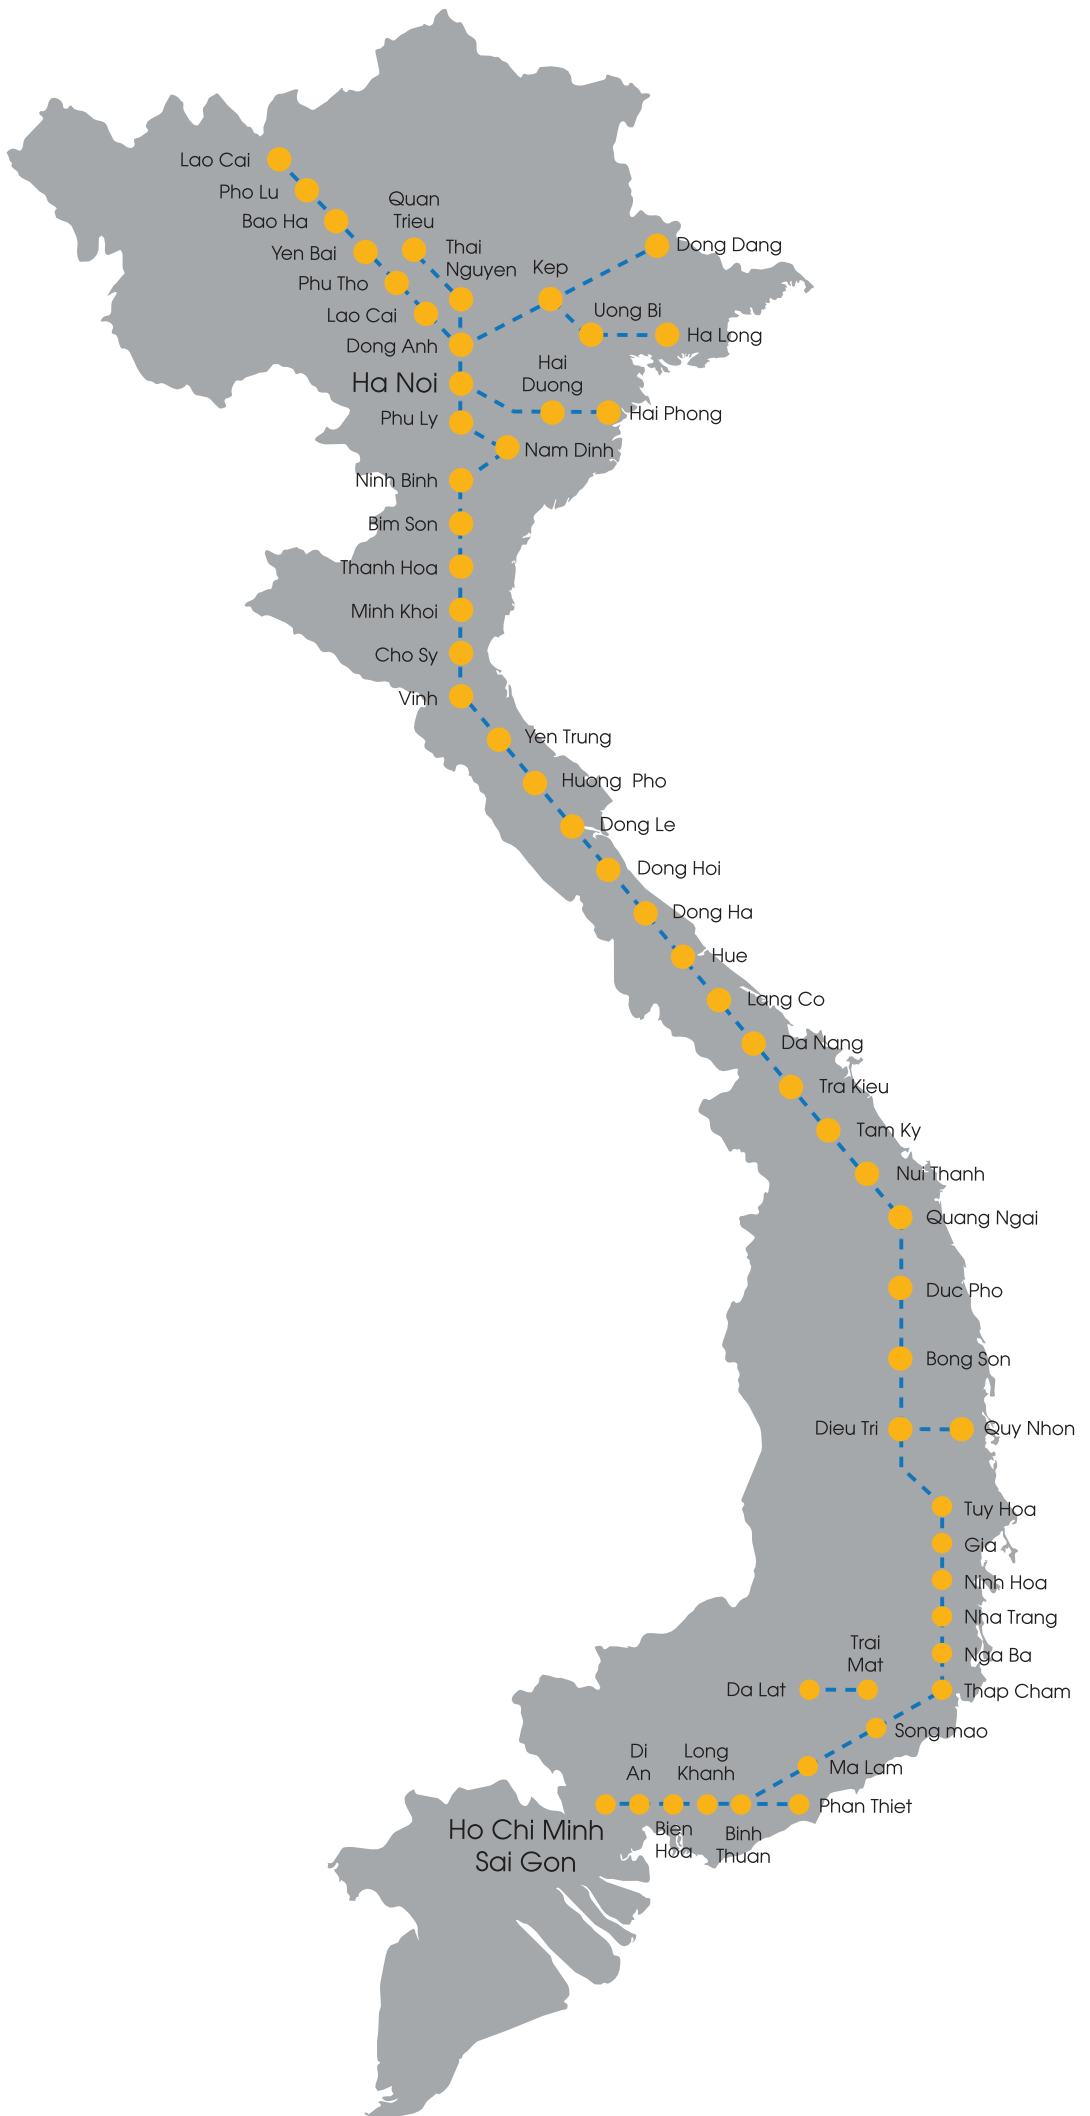 Lao Cai
Pho Lu
Quan
Trieu
Bao Ha
Yen Bai
Thai
Nguyen
Kep
Dong Dang
Phu Tho
Lao Cai
Uong Bi
Ha Long
Dong Anh
Hai
Duong
Ha Noi
Hai Phong
Phu Ly
Nam Dinh
Ninh Binh
Bim Son
Thanh Hoa
Minh Khoi
Cho Sy
Vinh
Yen Trung
Huong Pho
Dong Le
Dong Hoi
Dong Ha
Hue
Lang Co
Da Nang
Tra Kieu
Tam Ky
Nui Thanh
Quang Ngai
Duc Pho
Bong Son
Dieu Tri
Quy Nhon
Tuy Hoa
Gia
Ninh Hoa
Nha Trang
Nga Ba
Trai
Mat
Da Lat
Thap Cham
Song mao
Di
An
Long
Khanh
Ma Lam
Phan Thiet
Ho Chi Minh
Sai Gon
Bien
Hoa
Binh
Thuan